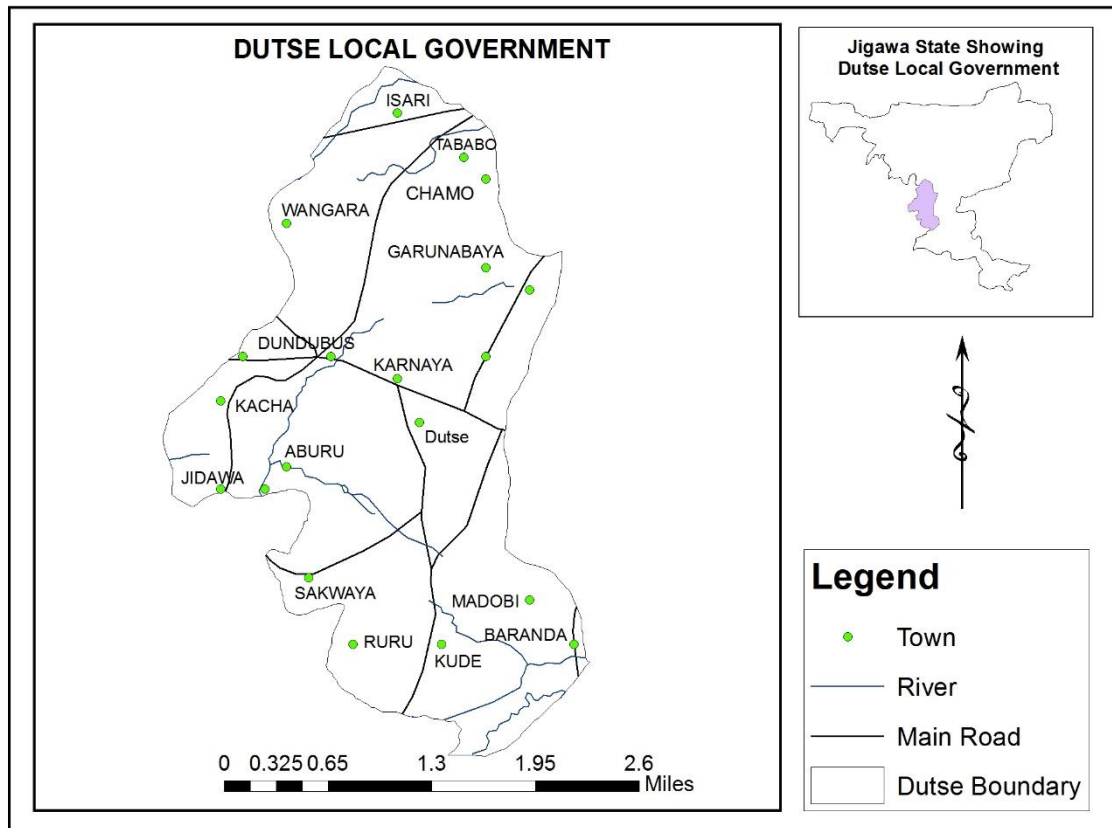 DUTSE LOCAL GOVERNMENT
ISARI
TABABO
CHAMO
WANGARA
GARUNABAYA
DUNDUBUS
KARNAYA
KACHA
Dutse
ABURU
JIDAWA
SAKWAYA
MADOBI
BARANDA
RURU
KUDE
0 0.325 0.65 1.3 1.95 2.6
Miles
Jigawa State Showing
Dutse Local Government
N
Legend
Town
River
Main Road
Dutse Boundary